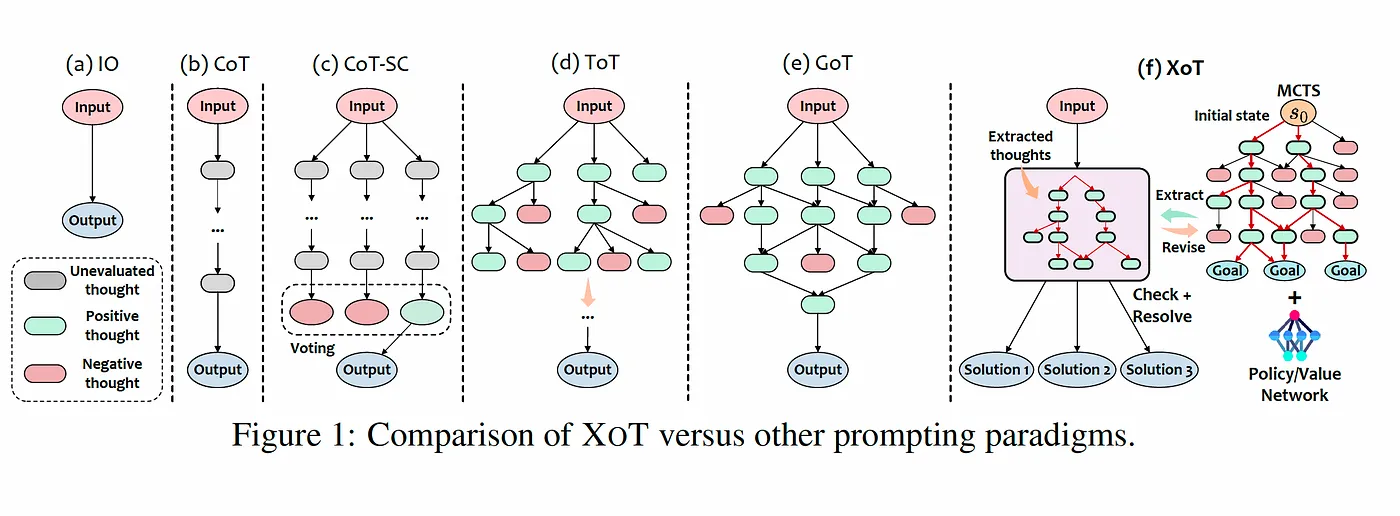 (a) IO
Input
Output
Unevaluated
thought
Positive
thought
Negative
thought
(b) CoT
Input
...
Output
(c) CoT-SC
Input
... ... ...
Voting
Output
(d) ToT
Input
...
Output
(e) GoT
Input
Output
(f) XoT
Input
Extracted
thoughts
Solution 1 Solution 2 Solution 3
Check +
Resolve
Extract
Revise
MCTS
Initial state
s0
Goal Goal Goal
+
Policy/Value
Network
Figure 1: Comparison of XOT versus other prompting paradigms.